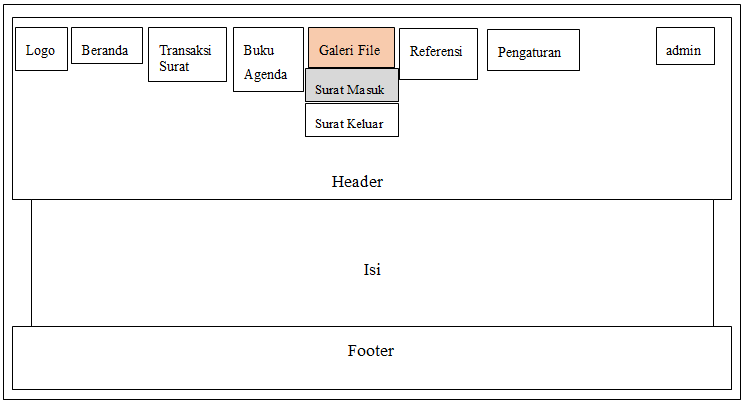 Logo
Beranda
Transaksi
Surat
Buku
Agenda
Galeri File
Referensi
Pengaturan
admin
Surat Masuk
Surat Keluar
Header
Isi
Footer